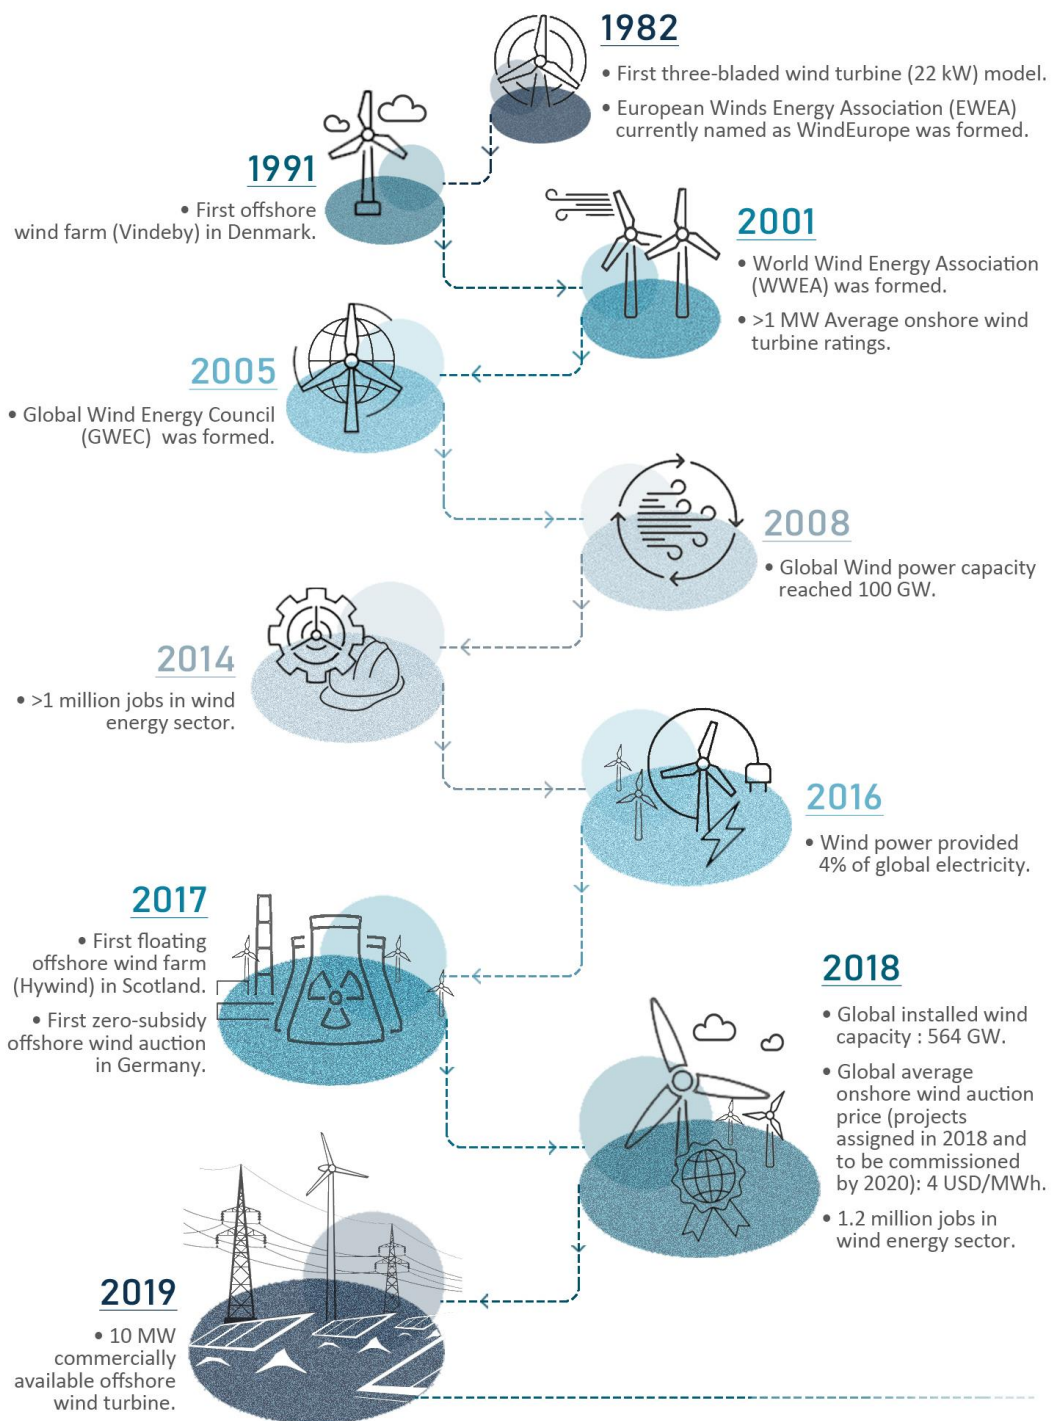 1982
• First three-bladed wind turbine (22 kW) model.
• European Winds Energy Association (EWEA)
currently named as WindEurope was formed.
1991
• First offshore
wind farm (Vindeby) in Denmark.
2001
• World Wind Energy Association
(WWEA) was formed.
• >1 MW Average onshore wind
turbine ratings.
2005
• Global Wind Energy Council
(GWEC) was formed.
2008
• Global Wind power capacity
reached 100 GW.
2014
• >1 million jobs in wind
energy sector.
2016
• Wind power provided
4% of global electricity.
2017
• First floating
offshore wind farm
(Hywind) in Scotland.
• First zero-subsidy
offshore wind auction
in Germany.
2018
• Global installed wind
capacity : 564 GW.
• Global average
onshore wind auction
price (projects
assigned in 2018 and
to be commissioned
by 2020): 4 USD/MWh.
• 1.2 million jobs in
wind energy sector.
2019
• 10 MW
commercially
available offshore
wind turbine.